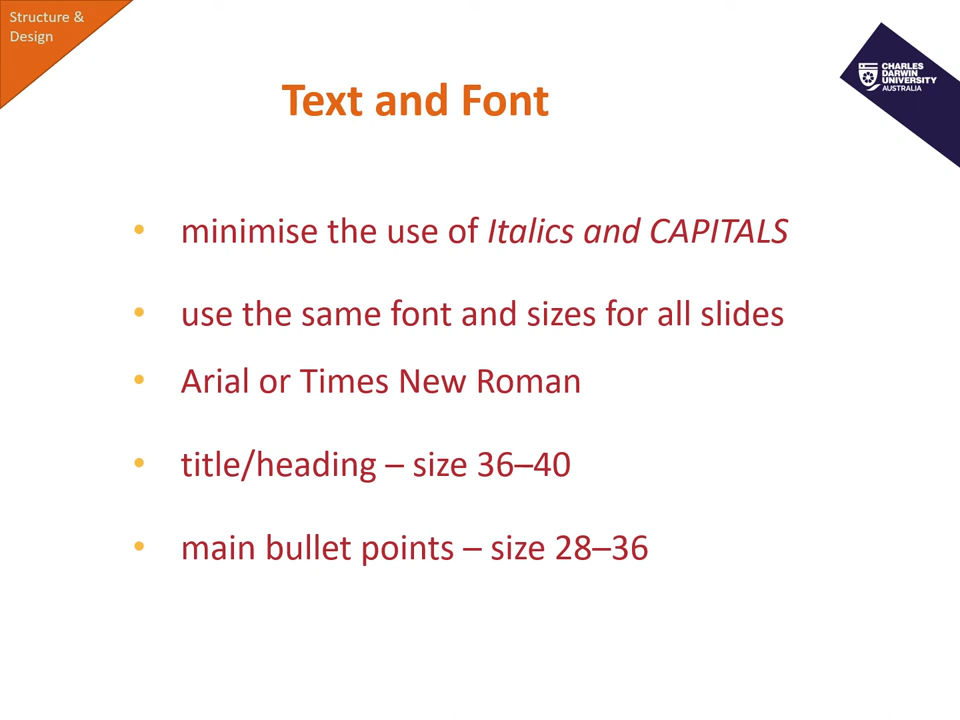 Structure &
Design
CHARLES
DARWIN
UNIVERSITY
AUSTRALIA
Text and Font
• minimise the use of Italics and CAPITALS
• use the same font and sizes for all slides
• Arial or Times New Roman
• title/heading – size 36–40
• main bullet points – size 28–36